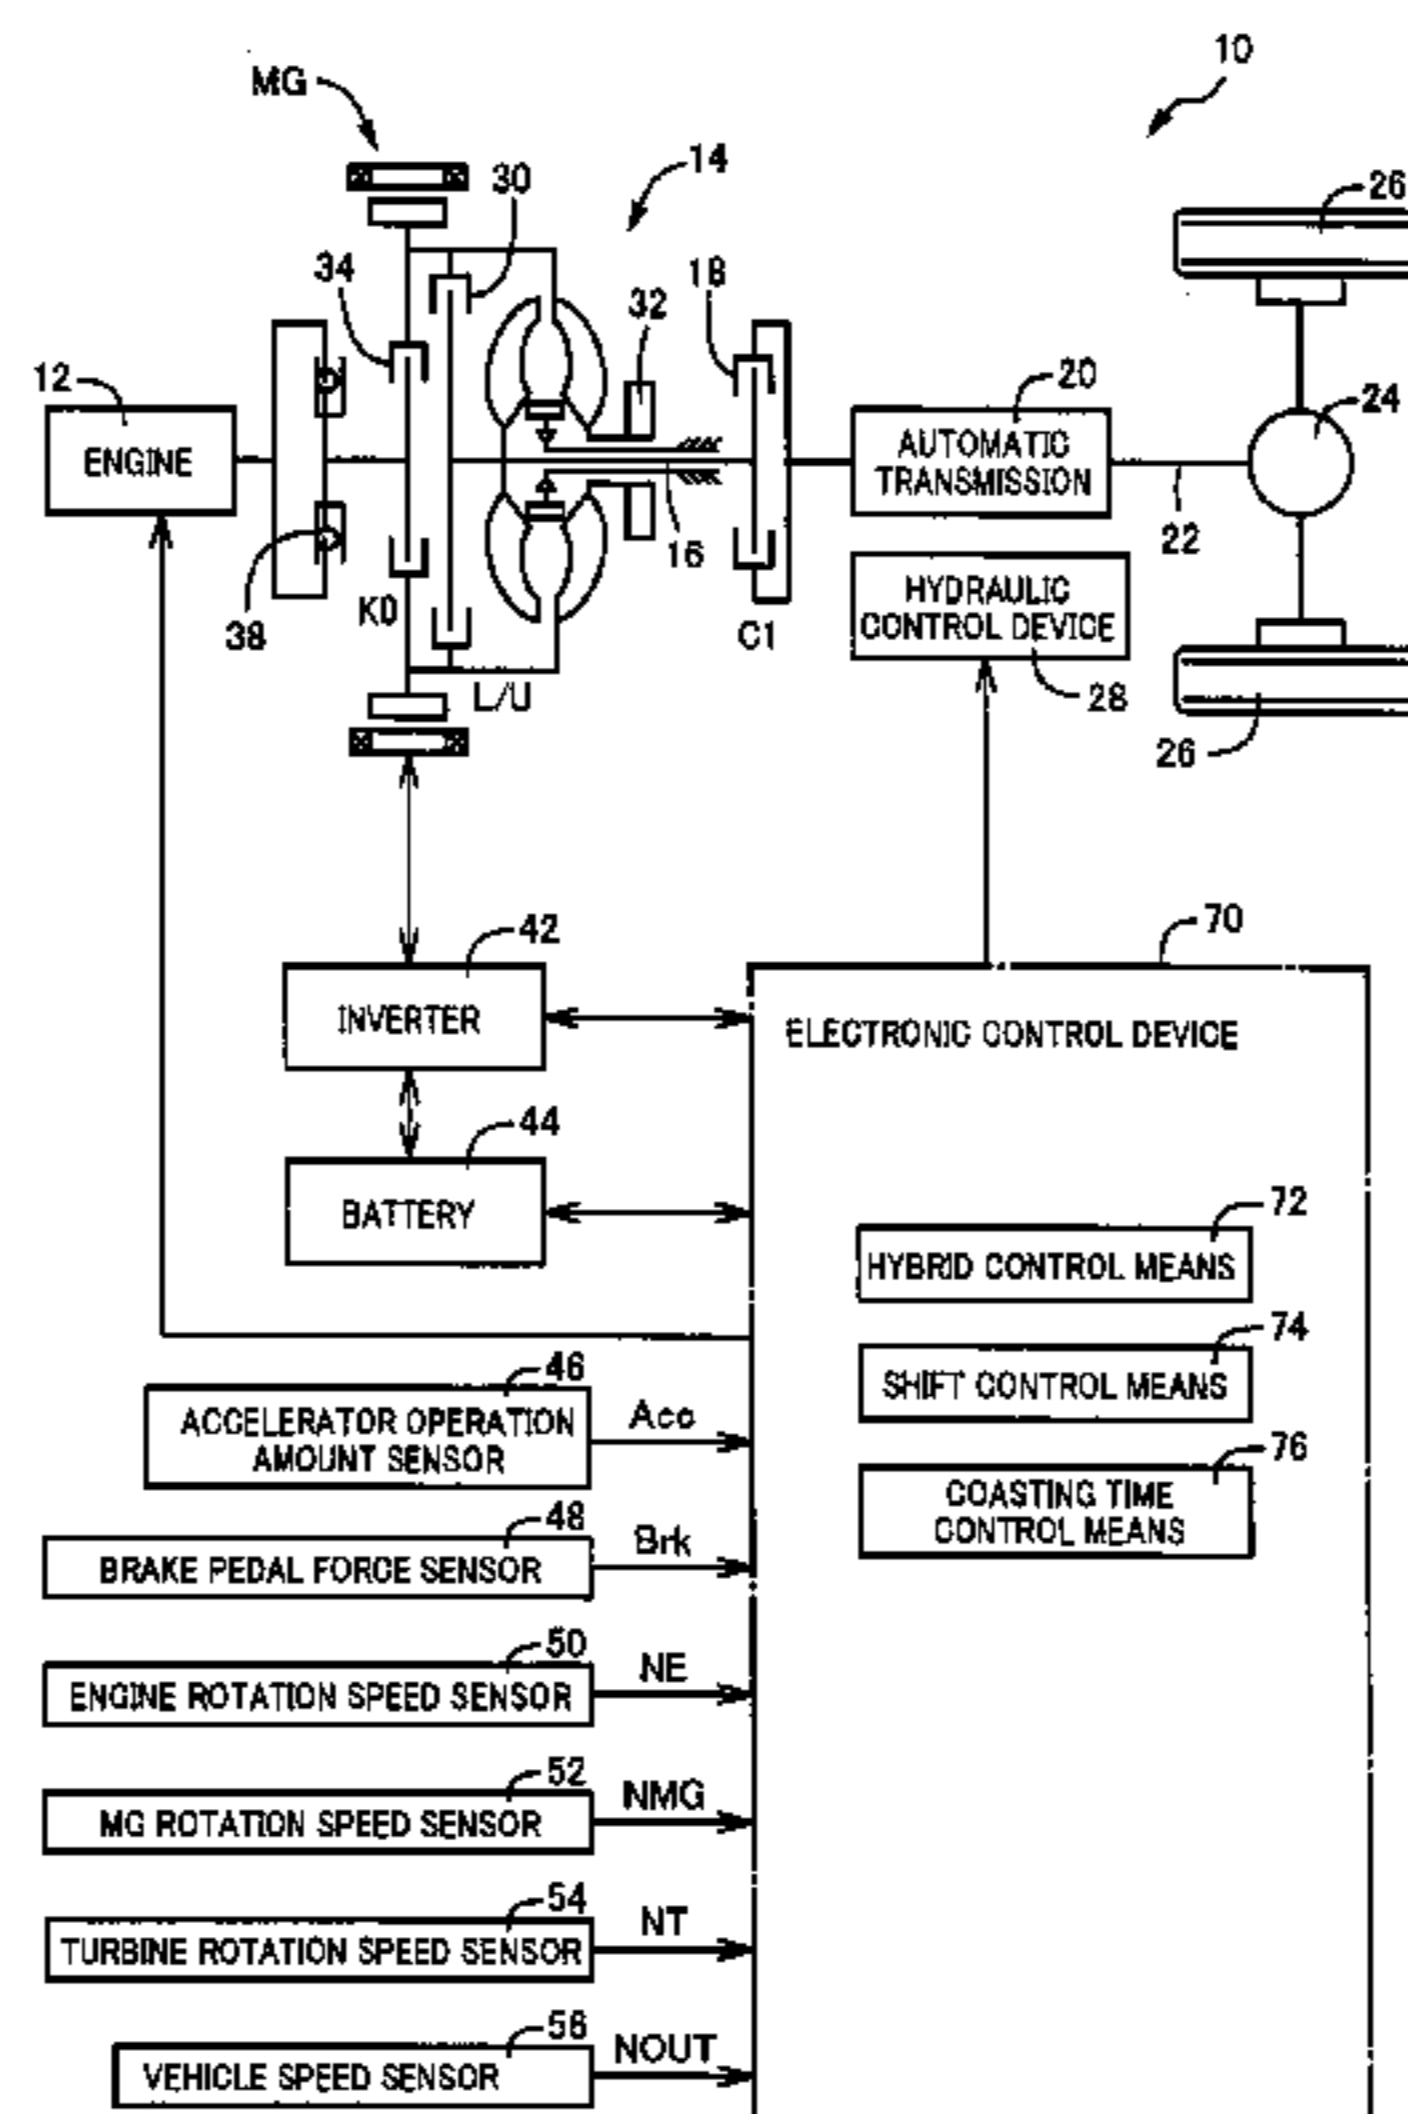 10
MG
14
30
26
34
18
32
12
20
24
ENGINE
AUTOMATIC
TRANSMISSION
16
22
HYDRAULIC
CONTROL DEVICE
38
K0
C1
L/U
28
26
42
70
INVERTER
ELECTRONIC CONTROL DEVICE
44
BATTERY
72
HYBRID CONTROL MEANS
74
SHIFT CONTROL MEANS
46
ACCELERATOR OPERATION
AMOUNT SENSOR
Acc
76
COASTING TIME
CONTROL MEANS
48
BRAKE PEDAL FORCE SENSOR
Brk
50
ENGINE ROTATION SPEED SENSOR
NE
52
MG ROTATION SPEED SENSOR
NMG
54
TURBINE ROTATION SPEED SENSOR
NT
56
VEHICLE SPEED SENSOR
NOUT